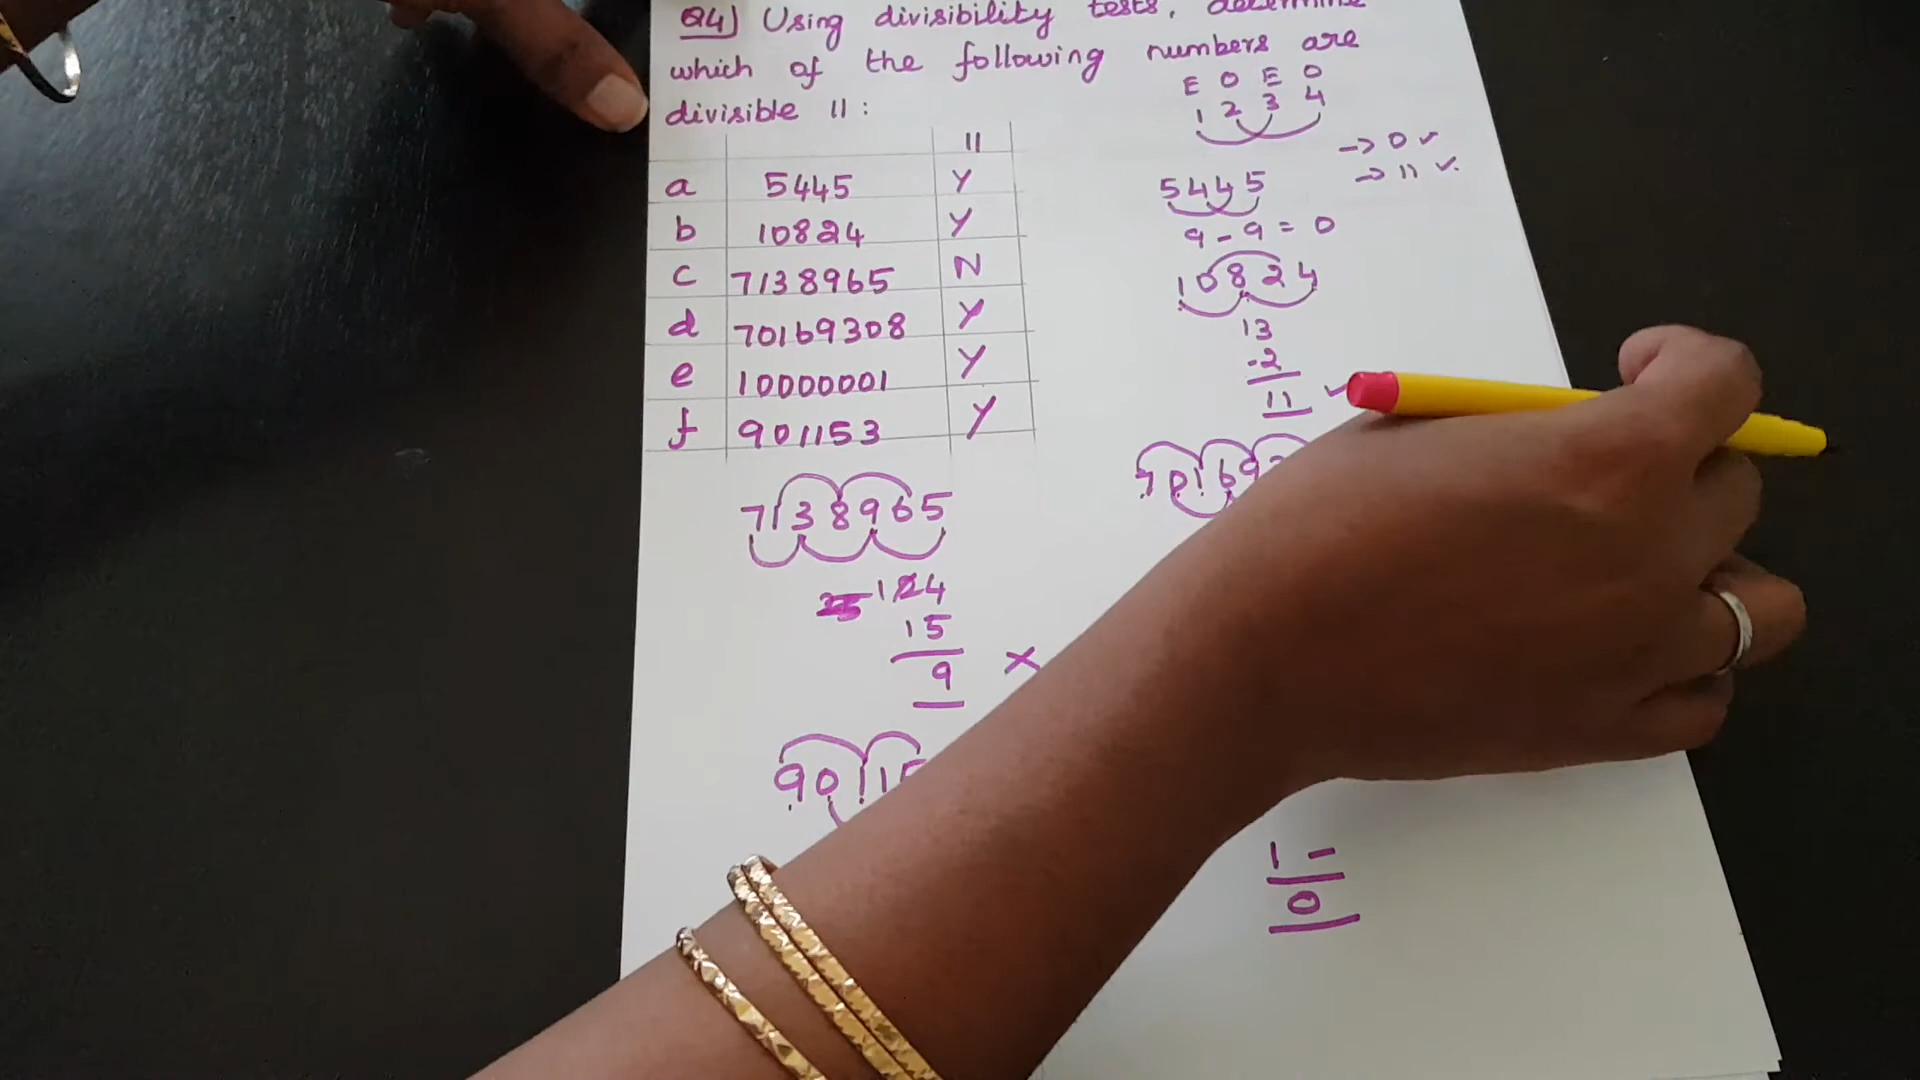 Q4) Using divisibility tests, determine
which of the following numbers are
divisible 11 :
11
a 5445 Y
b 10824 Y
c 7138965 N
d 70169308 Y
e 10000001 Y
f 901153 Y
7138965
124
15
9 ×
9011
E O E O
1 2 3 4
→ 0 ✓
→ 11 ✓
5445
9 - 9 = 0
10824
13
-2
11 ✓
70169
1 -
0